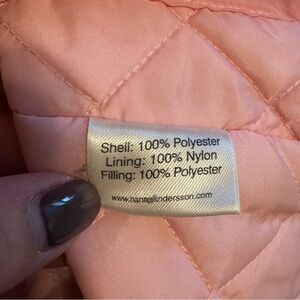 Shell: 100% Polyester
Lining: 100% Nylon
Filling: 100% Polyester
www.hannaandersson.com